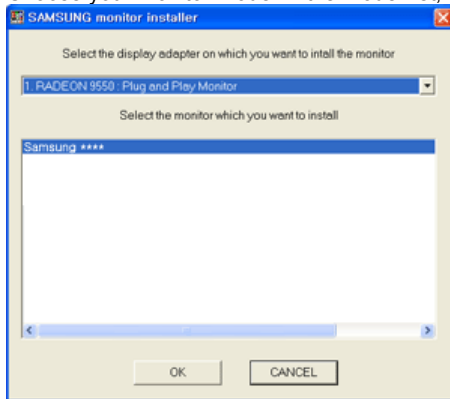 SAMSUNG monitor installer
Select the display adapter on which you want to intall the monitor
1. RADEON 9550 : Plug and Play Monitor
Select the monitor which you want to install
Samsung ****
OK
CANCEL